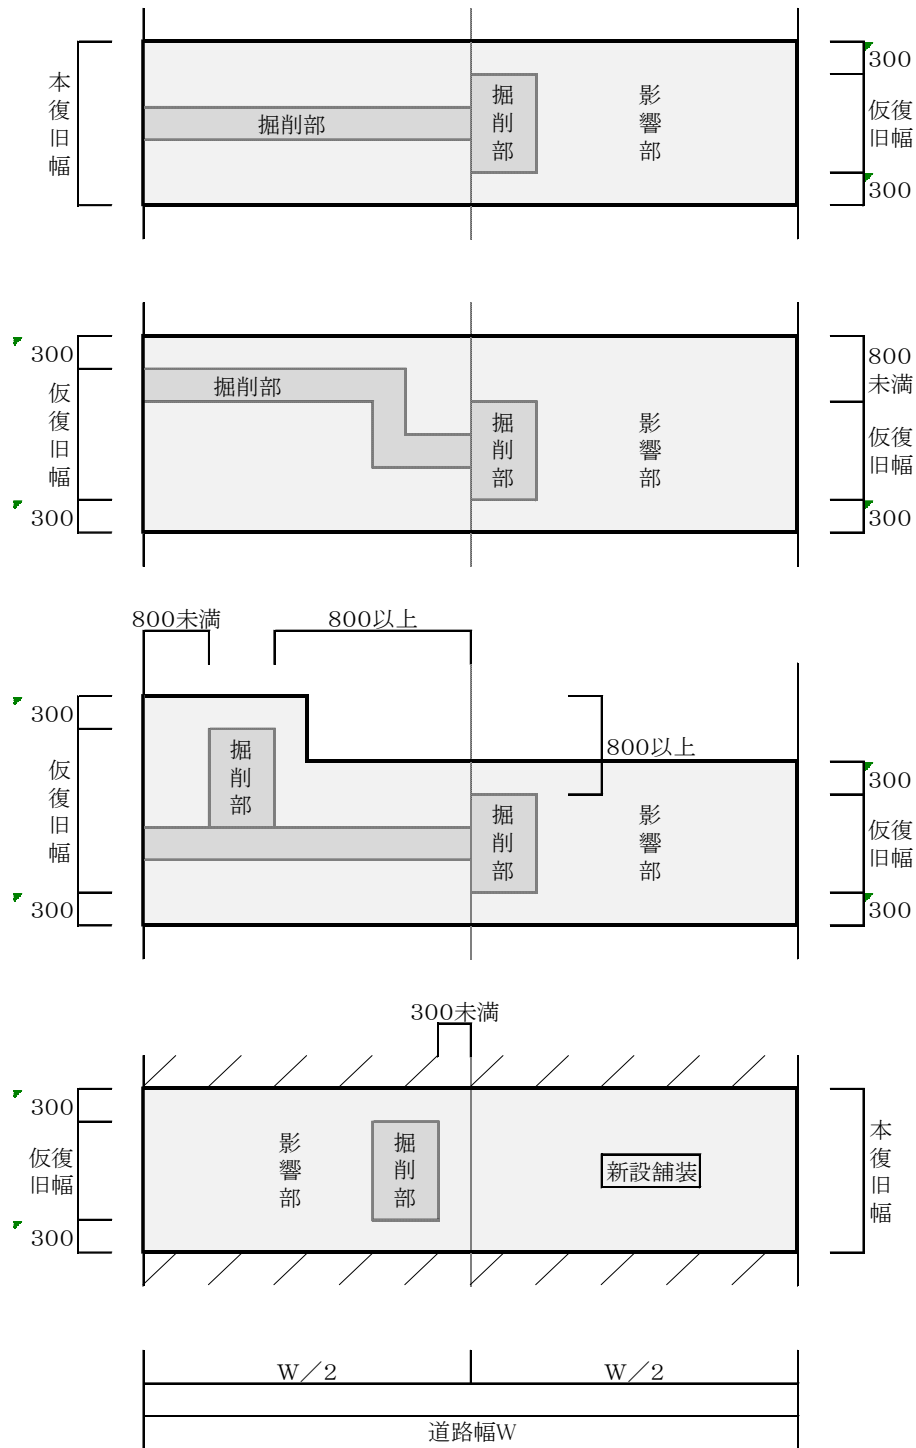 本復旧幅
掘削部
掘削部
影響部
300
仮復
旧幅
300
300
仮復旧幅
300
掘削部
掘削部
影響部
800
未満
仮復
旧幅
300
800未満
800以上
300
仮復旧幅
300
掘削部
800以上
掘削部
影響部
300
仮復
旧幅
300
300未満
300
仮復
旧幅
300
影響部
掘削部
新設舗装
本復旧幅
W／2
W／2
道路幅W